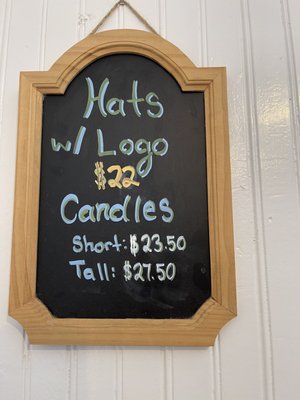 Hats
w/ Logo
$22
Candles
Short: $23.50
Tall: $27.50